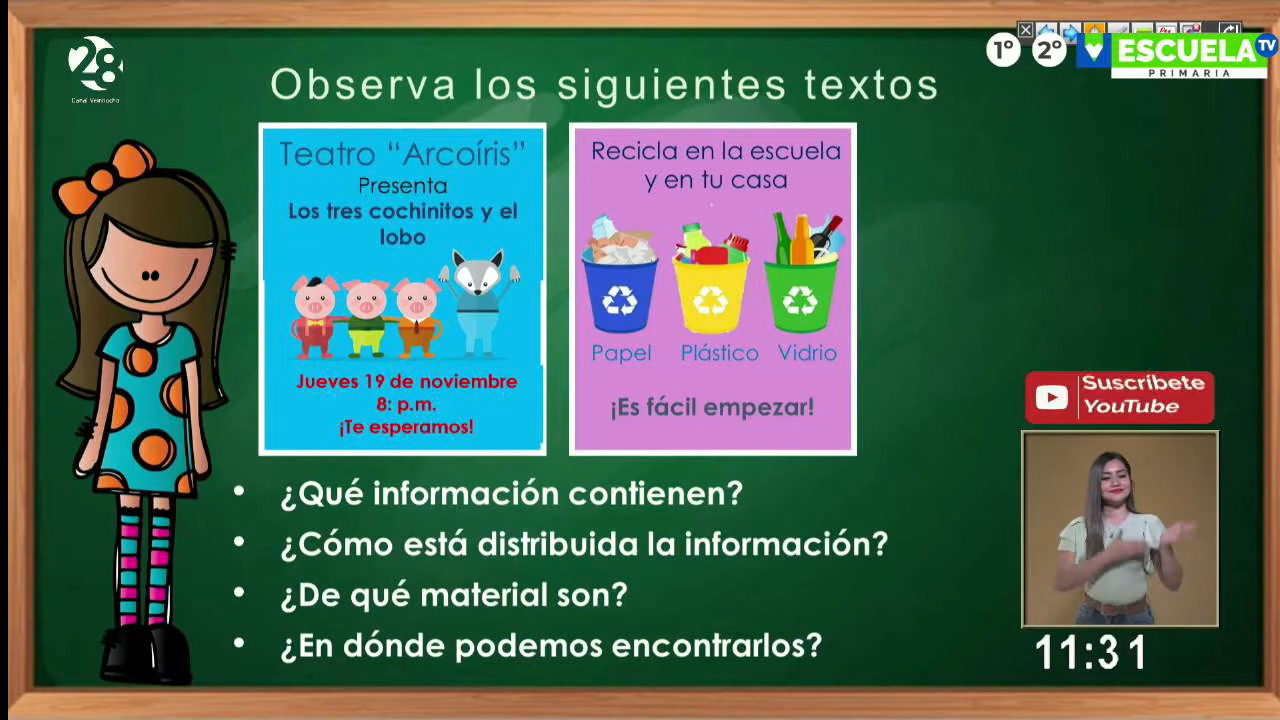 28
Canal Veintiocho
1° 2° ESCUELA TV
PRIMARIA
Observa los siguientes textos
Teatro “Arcoíris”
Presenta
Los tres cochinitos y el
lobo
Jueves 19 de noviembre
8: p.m.
¡Te esperamos!
Recicla en la escuela
y en tu casa
Papel Plástico Vidrio
¡Es fácil empezar!
• ¿Qué información contienen?
• ¿Cómo está distribuida la información?
• ¿De qué material son?
• ¿En dónde podemos encontrarlos?
Suscríbete
YouTube
11:31